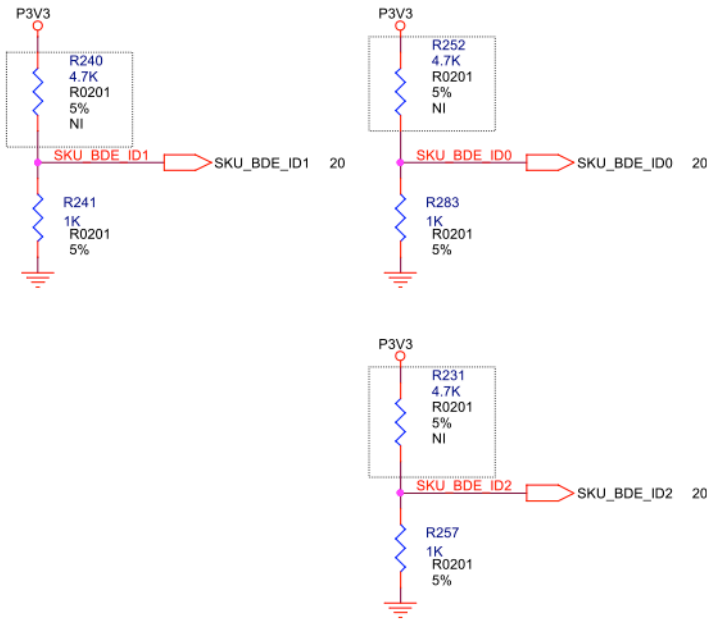 P3V3
R240
4.7K
R0201
5%
NI
SKU_BDE_ID1
SKU_BDE_ID1 20
R241
1K
R0201
5%
P3V3
R252
4.7K
R0201
5%
NI
SKU_BDE_ID0
SKU_BDE_ID0 20
R283
1K
R0201
5%
P3V3
R231
4.7K
R0201
5%
NI
SKU_BDE_ID2
SKU_BDE_ID2 20
R257
1K
R0201
5%